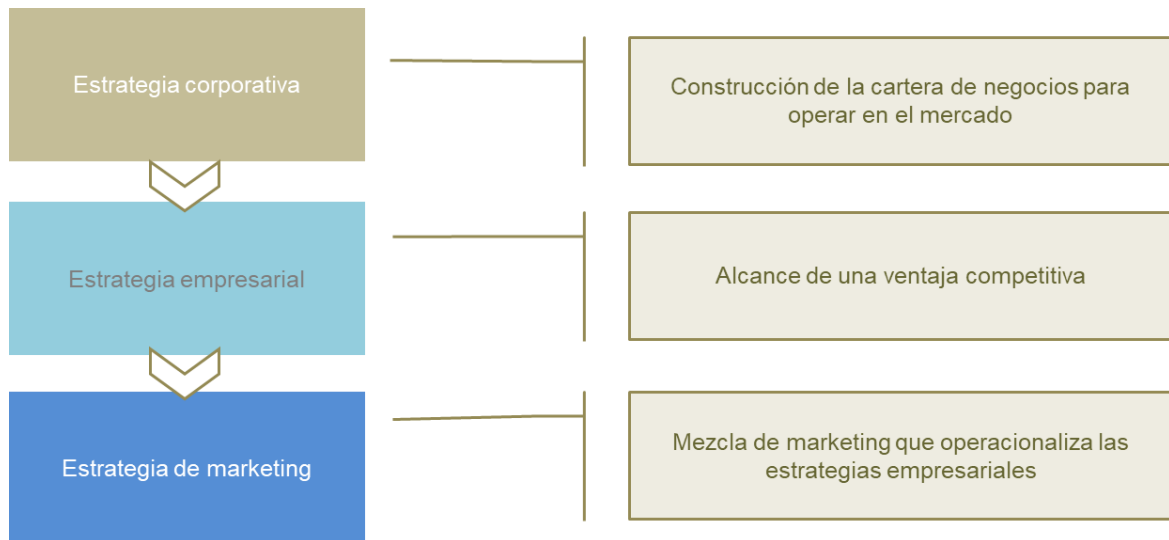 Estrategia corporativa
Construcción de la cartera de negocios para
operar en el mercado
Estrategia empresarial
Alcance de una ventaja competitiva
Estrategia de marketing
Mezcla de marketing que operacionaliza las
estrategias empresariales